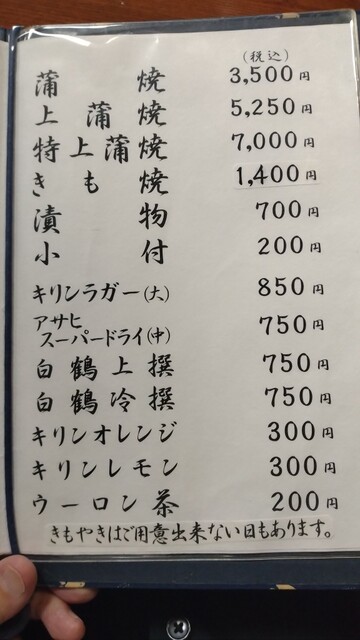 (税込)
蒲焼 3,500円
上蒲焼 5,250円
特上蒲焼 7,000円
きも焼 1,400円
漬物 700円
小付 200円
キリンラガー(大) 850円
アサヒ
スーパードライ(中) 750円
白鶴上撰 750円
白鶴冷撰 750円
キリンオレンジ 300円
キリンレモン 300円
ウーロン茶 200円
きもやきはご用意出来ない日もあります。